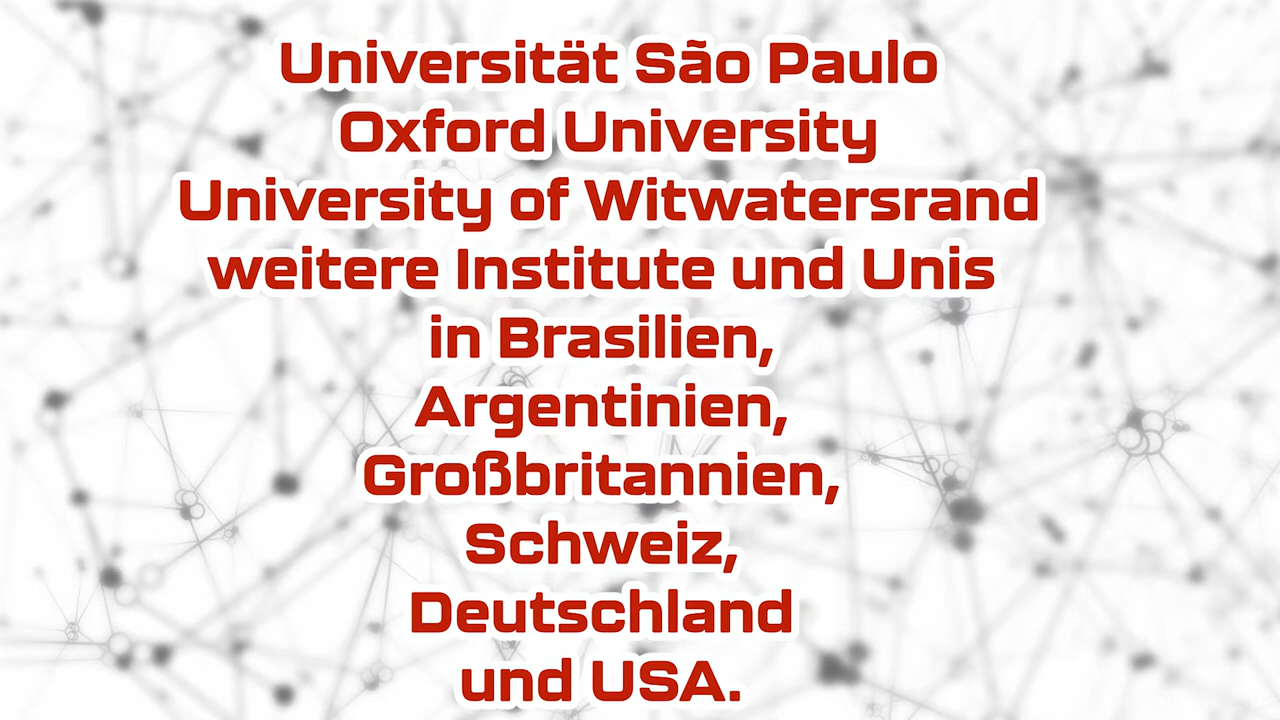 Universität São Paulo
Oxford University
University of Witwatersrand
weitere Institute und Unis
in Brasilien,
Argentinien,
Großbritannien,
Schweiz,
Deutschland
und USA.